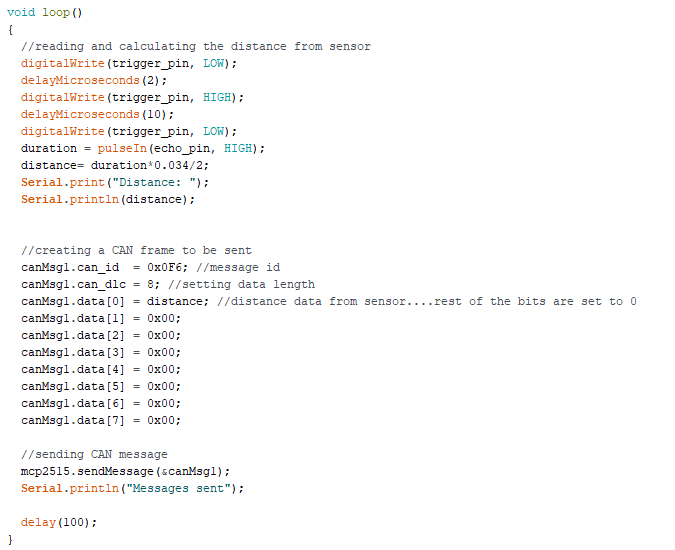 void loop()
{
  //reading and calculating the distance from sensor
  digitalWrite(trigger_pin, LOW);
  delayMicroseconds(2);
  digitalWrite(trigger_pin, HIGH);
  delayMicroseconds(10);
  digitalWrite(trigger_pin, LOW);
  duration = pulseIn(echo_pin, HIGH);
  distance= duration*0.034/2;
  Serial.print("Distance: ");
  Serial.println(distance);
  //creating a CAN frame to be sent
  canMsg1.can_id  = 0x0F6; //message id
  canMsg1.can_dlc = 8; //setting data length
  canMsg1.data[0] = distance; //distance data from sensor....rest of the bits are set to 0
  canMsg1.data[1] = 0x00;
  canMsg1.data[2] = 0x00;
  canMsg1.data[3] = 0x00;
  canMsg1.data[4] = 0x00;
  canMsg1.data[5] = 0x00;
  canMsg1.data[6] = 0x00;
  canMsg1.data[7] = 0x00;
  //sending CAN message
  mcp2515.sendMessage(&canMsg1);
  Serial.println("Messages sent");
  delay(100);
}